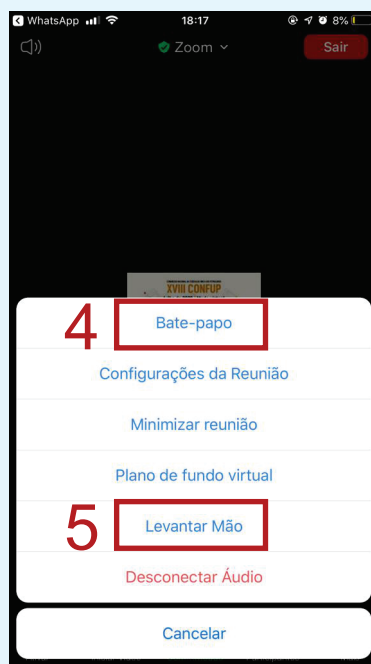 WhatsApp 18:17 8%
Zoom Sair
XVIII CONFUP
4 Bate-papo
Configurações da Reunião
Minimizar reunião
Plano de fundo virtual
5 Levantar Mão
Desconectar Áudio
Cancelar